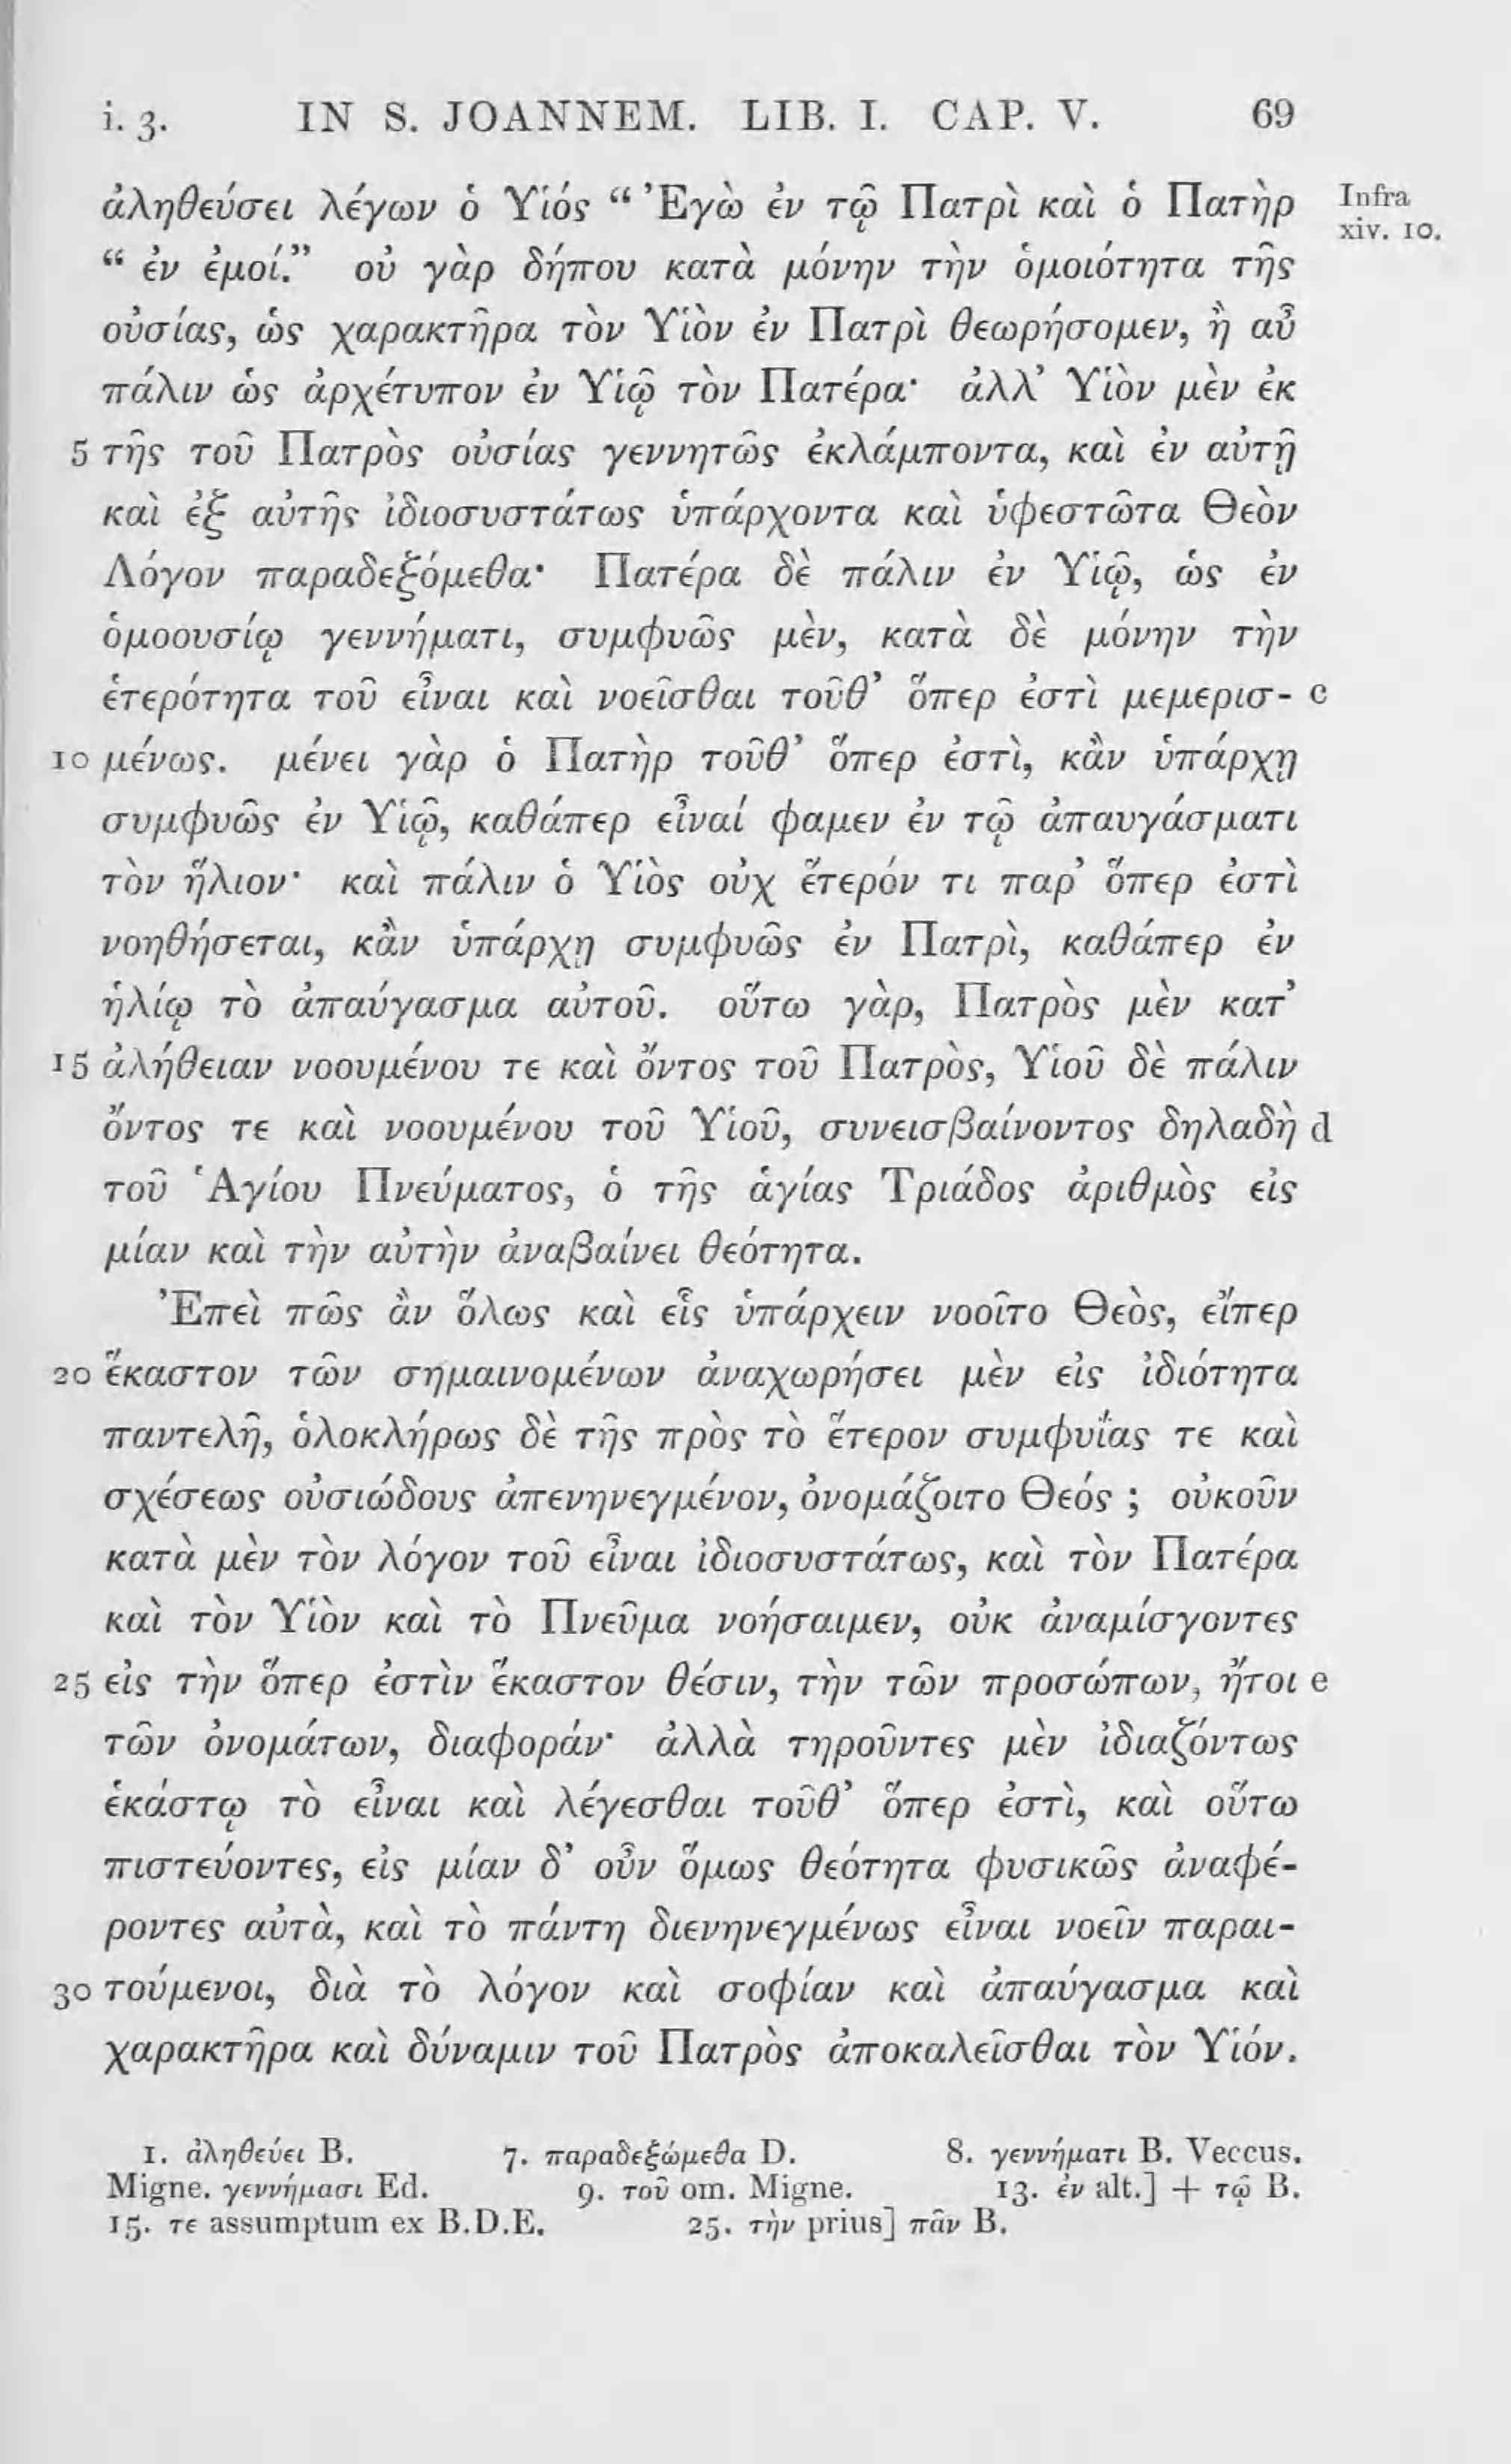 i. 3. IN S. JOANNEM. LIB. I. CAP. V. 69
ἀληθεύσει λέγων ὁ Υἱός “ Ἐγὼ ἐν τῷ Πατρὶ καὶ ὁ Πατὴρ Infra
“ ἐν ἐμοί.” οὐ γὰρ δήπου κατὰ μόνην τὴν ὁμοιότητα τῆς xiv. 10.
οὐσίας, ὡς χαρακτῆρα τὸν Υἱὸν ἐν Πατρὶ θεωρήσομεν, ἢ αὖ
πάλιν ὡς ἀρχέτυπον ἐν Υἱῷ τὸν Πατέρα· ἀλλ’ Υἱὸν μὲν ἐκ
5 τῆς τοῦ Πατρὸς οὐσίας γεννητῶς ἐκλάμποντα, καὶ ἐν αὐτῇ
καὶ ἐξ αὐτῆς ἰδιοσυστάτως ὑπάρχοντα καὶ ὑφεστῶτα Θεὸν
Λόγον παραδεξόμεθα· Πατέρα δὲ πάλιν ἐν Υἱῷ, ὡς ἐν
ὁμοουσίῳ γεννήματι, συμφυῶς μὲν, κατὰ δὲ μόνην τὴν
ἑτερότητα τοῦ εἶναι καὶ νοεῖσθαι τοῦθ’ ὅπερ ἐστὶ μεμερισ- c
10 μένως. μένει γὰρ ὁ Πατὴρ τοῦθ’ ὅπερ ἐστὶ, κἂν ὑπάρχῃ
συμφυῶς ἐν Υἱῷ, καθάπερ εἶναί φαμεν ἐν τῷ ἀπαυγάσματι
τὸν ἥλιον· καὶ πάλιν ὁ Υἱὸς οὐχ ἕτερόν τι παρ’ ὅπερ ἐστὶ
νοηθήσεται, κἂν ὑπάρχῃ συμφυῶς ἐν Πατρὶ, καθάπερ ἐν
ἡλίῳ τὸ ἀπαύγασμα αὐτοῦ. οὕτω γὰρ, Πατρὸς μὲν κατ’
15 ἀλήθειαν νοουμένου τε καὶ ὄντος τοῦ Πατρὸς, Υἱοῦ δὲ πάλιν
ὄντος τε καὶ νοουμένου τοῦ Υἱοῦ, συνεισβαίνοντος δηλαδὴ d
τοῦ Ἁγίου Πνεύματος, ὁ τῆς ἁγίας Τριάδος ἀριθμὸς εἰς
μίαν καὶ τὴν αὐτὴν ἀναβαίνει θεότητα.
Ἐπεὶ πῶς ἂν ὅλως καὶ εἷς ὑπάρχειν νοοῖτο Θεὸς, εἴπερ
20 ἕκαστον τῶν σημαινομένων ἀναχωρήσει μὲν εἰς ἰδιότητα
παντελῆ, ὁλοκλήρως δὲ τῆς πρὸς τὸ ἕτερον συμφυΐας τε καὶ
σχέσεως οὐσιώδους ἀπενηνεγμένον, ὀνομάζοιτο Θεός ; οὐκοῦν
κατὰ μὲν τὸν λόγον τοῦ εἶναι ἰδιοσυστάτως, καὶ τὸν Πατέρα
καὶ τὸν Υἱὸν καὶ τὸ Πνεῦμα νοήσαιμεν, οὐκ ἀναμίσγοντες
25 εἰς τὴν ὅπερ ἐστὶν ἕκαστον θέσιν, τὴν τῶν προσώπων, ἤτοι e
τῶν ὀνομάτων, διαφοράν· ἀλλὰ τηροῦντες μὲν ἰδιαζόντως
ἑκάστῳ τὸ εἶναι καὶ λέγεσθαι τοῦθ’ ὅπερ ἐστὶ, καὶ οὕτω
πιστεύοντες, εἰς μίαν δ’ οὖν ὅμως θεότητα φυσικῶς ἀναφέ-
ροντες αὐτὰ, καὶ τὸ πάντη διενηνεγμένως εἶναι νοεῖν παραι-
30 τούμενοι, διὰ τὸ λόγον καὶ σοφίαν καὶ ἀπαύγασμα καὶ
χαρακτῆρα καὶ δύναμιν τοῦ Πατρὸς ἀποκαλεῖσθαι τὸν Υἱόν.
1. ἀληθεύει B. 7. παραδεξώμεθα D. 8. γεννήματι B. Veccus.
Migne. γεννήμασι Ed. 9. τοῦ om. Migne. 13. ἐν alt.] + τῷ B.
15. τε assumptum ex B.D.E. 25. τὴν prius] πᾶν B.